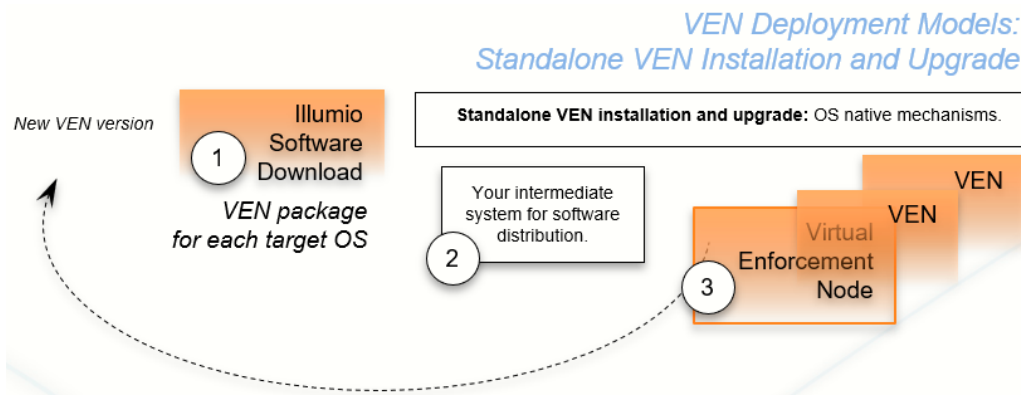 VEN Deployment Models:
Standalone VEN Installation and Upgrade
New VEN version
Illumio
Software
Download
1
VEN package
for each target OS
Standalone VEN installation and upgrade: OS native mechanisms.
Your intermediate
system for software
distribution.
2
VEN
VEN
Virtual
Enforcement
Node
3